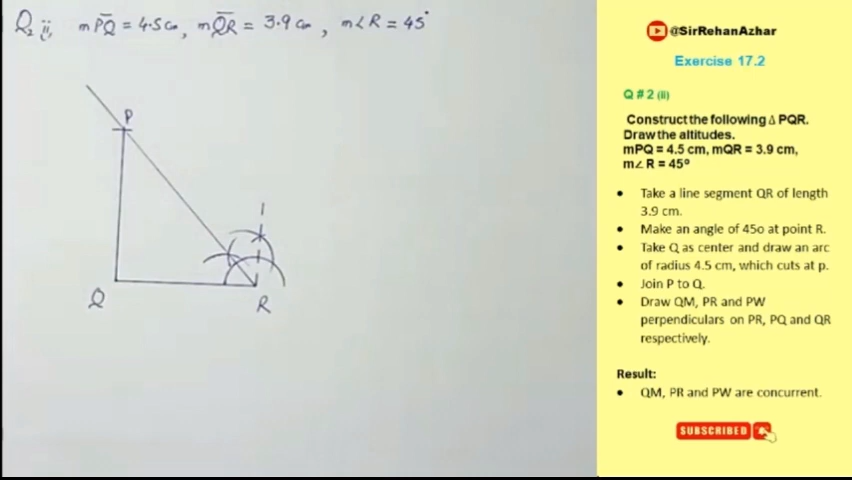 Q₂ ii, mPQ̅ = 4.5 cm, mQR̅ = 3.9 cm, m∠R = 45°
P
Q
R
@SirRehanAzhar
Exercise 17.2
Q # 2 (ii)
Construct the following Δ PQR.
Draw the altitudes.
mPQ = 4.5 cm, mQR = 3.9 cm,
m∠ R = 45º
• Take a line segment QR of length
3.9 cm.
• Make an angle of 45o at point R.
• Take Q as center and draw an arc
of radius 4.5 cm, which cuts at p.
• Join P to Q.
• Draw QM, PR and PW
perpendiculars on PR, PQ and QR
respectively.
Result:
• QM, PR and PW are concurrent.
SUBSCRIBED